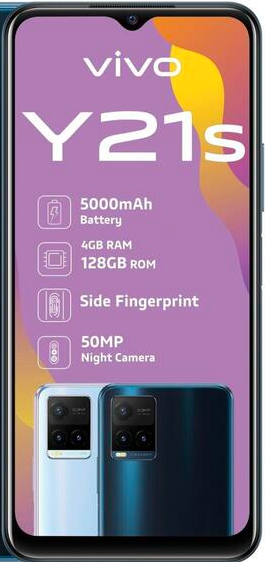 vivo
Y21s
5000mAh
Battery
4GB RAM
128GB ROM
Side Fingerprint
50MP
Night Camera